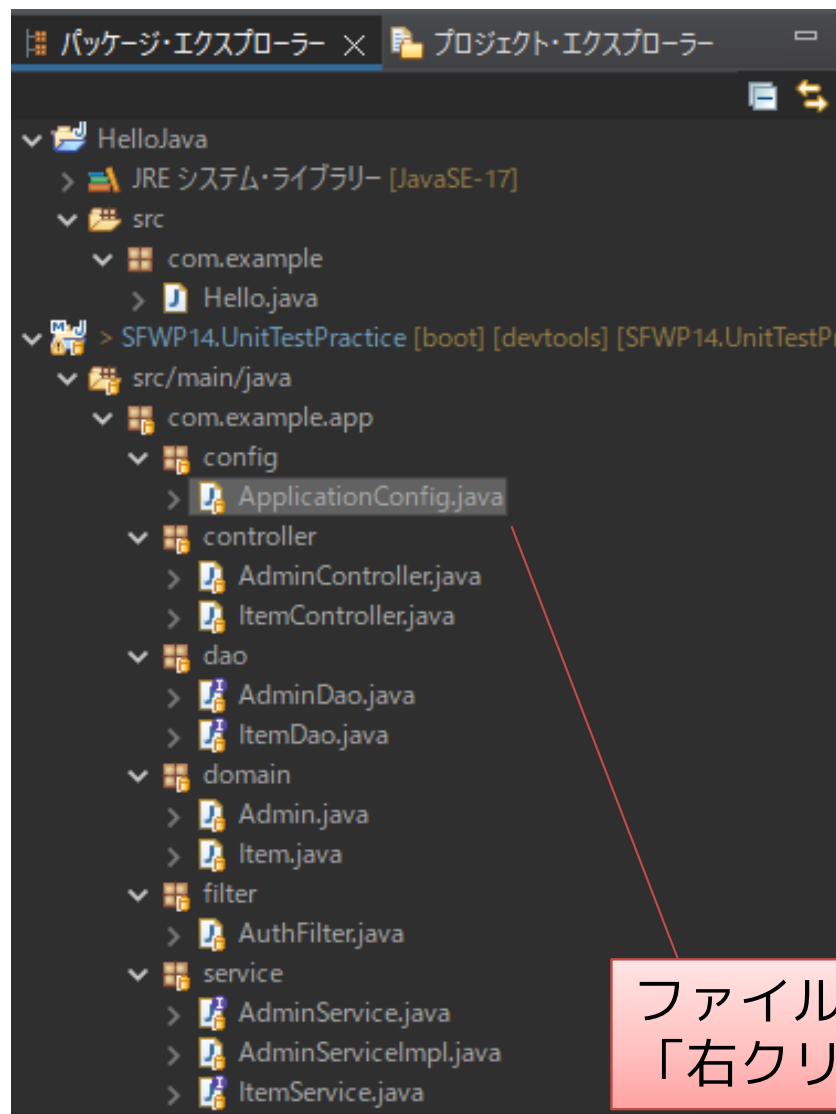 パッケージ・エクスプローラー プロジェクト・エクスプローラー
HelloJava
JRE システム・ライブラリー [JavaSE-17]
src
com.example
Hello.java
> SFWP14.UnitTestPractice [boot] [devtools] [SFWP14.UnitTestPr
src/main/java
com.example.app
config
ApplicationConfig.java
controller
AdminController.java
ItemController.java
dao
AdminDao.java
ItemDao.java
domain
Admin.java
Item.java
filter
AuthFilter.java
service
AdminService.java
AdminServiceImpl.java
ItemService.java
ファイル
「右クリ